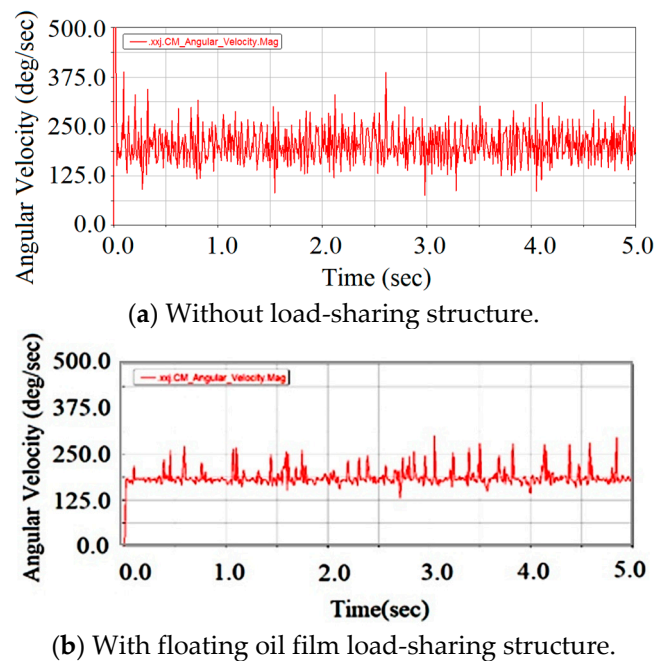 Angular Velocity (deg/sec)
500.0
375.0
250.0
125.0
0.0
.xxj.CM_Angular_Velocity.Mag
0.0 1.0 2.0 3.0 4.0 5.0
Time (sec)
(a) Without load-sharing structure.
Angular Velocity (deg/sec)
500.0
375.0
250.0
125.0
0.0
.xxj.CM_Angular_Velocity.Mag
0.0 1.0 2.0 3.0 4.0 5.0
Time(sec)
(b) With floating oil film load-sharing structure.